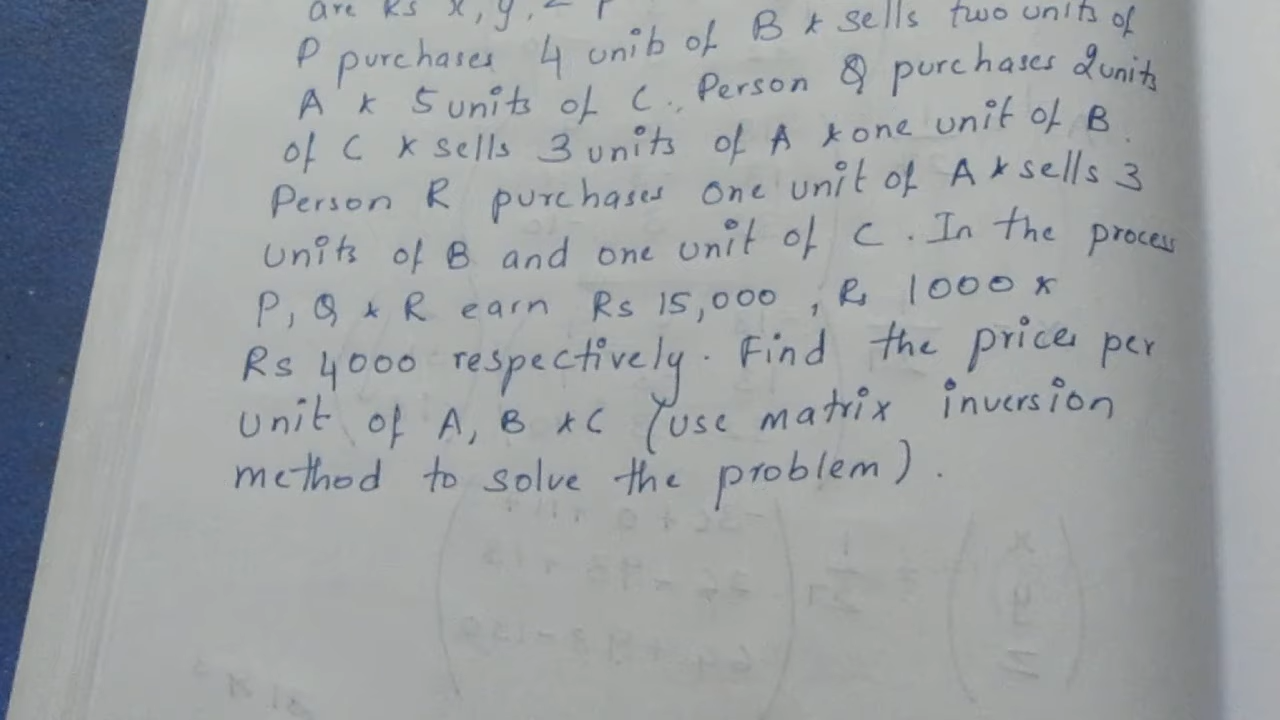 are Rs x, y, z
P purchases 4 units of B & sells two units of
A & 5 units of C. Person Q purchases 2 units
of C & sells 3 units of A & one unit of B.
Person R purchases one unit of A & sells 3
units of B and one unit of C. In the process
P, Q & R earn Rs 15,000, Rs 1000 &
Rs 4000 respectively. Find the prices per
unit of A, B & C (use matrix inversion
method to solve the problem).